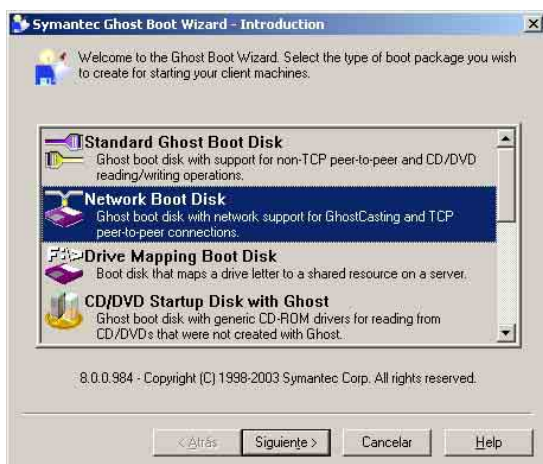 Symantec Ghost Boot Wizard - Introduction
Welcome to the Ghost Boot Wizard. Select the type of boot package you wish
to create for starting your client machines.
Standard Ghost Boot Disk
Ghost boot disk with support for non-TCP peer-to-peer and CD/DVD
reading/writing operations.
Network Boot Disk
Ghost boot disk with network support for GhostCasting and TCP
peer-to-peer connections.
Drive Mapping Boot Disk
Boot disk that maps a drive letter to a shared resource on a server.
CD/DVD Startup Disk with Ghost
Ghost boot disk with generic CD-ROM drivers for reading from
CD/DVDs that were not created with Ghost.
8.0.0.984 - Copyright (C) 1998-2003 Symantec Corp. All rights reserved.
< Atrás Siguiente > Cancelar Help